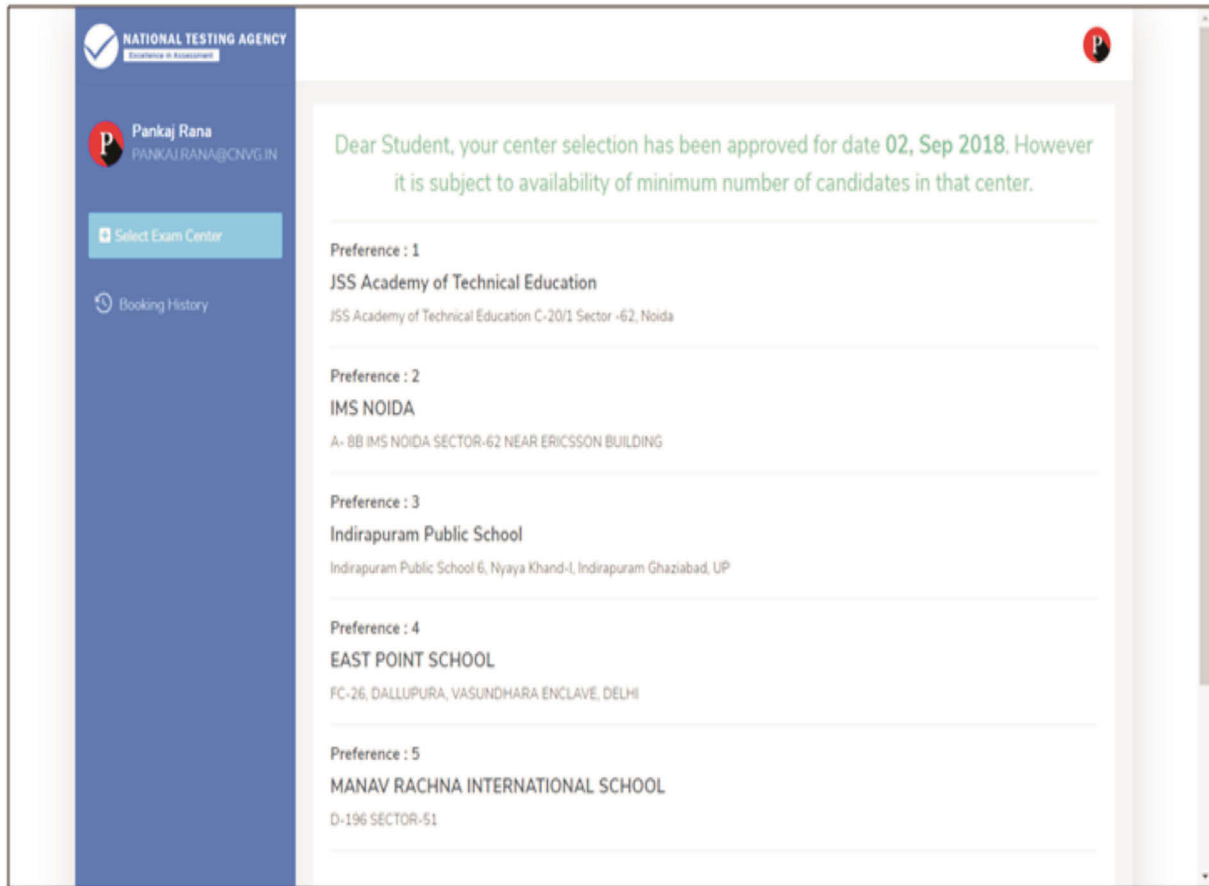 NATIONAL TESTING AGENCY
Excellence in Assessment
P
P
Pankaj Rana
PANKAJ.RANA@CNVG.IN
Select Exam Center
Booking History
Dear Student, your center selection has been approved for date 02, Sep 2018. However
it is subject to availability of minimum number of candidates in that center.
Preference : 1
JSS Academy of Technical Education
JSS Academy of Technical Education C-20/1 Sector -62, Noida
Preference : 2
IMS NOIDA
A- 8B IMS NOIDA SECTOR-62 NEAR ERICSSON BUILDING
Preference : 3
Indirapuram Public School
Indirapuram Public School 6, Nyaya Khand-I, Indirapuram Ghaziabad, UP
Preference : 4
EAST POINT SCHOOL
FC-26, DALLUPURA, VASUNDHARA ENCLAVE, DELHI
Preference : 5
MANAV RACHNA INTERNATIONAL SCHOOL
D-196 SECTOR-51